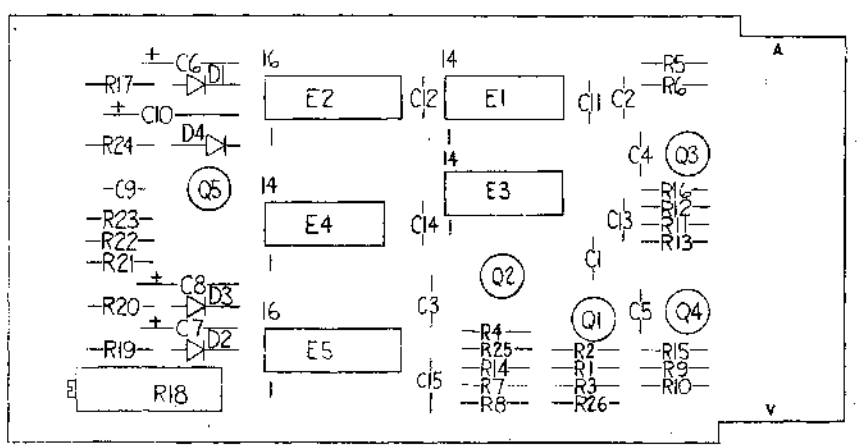 A
+ C6 D1 16 14 R5
R17 E2 C12 E1 C11 C2 R6
+ C10
D4 1 1
R24 C4 Q3
14
C9 Q5 14 E3 R16
R12
R23 E4 C14 1 C13 R11
R22 R13
R21 1 C1
+ C8 Q2
R20 D3 C3 C5 Q4
+ C7 16 Q1
R4
R19 D2 E5 R25 R2 R15
C15 R14 R1 R9
R18 1 R7 R3 R10
R8 R26 V